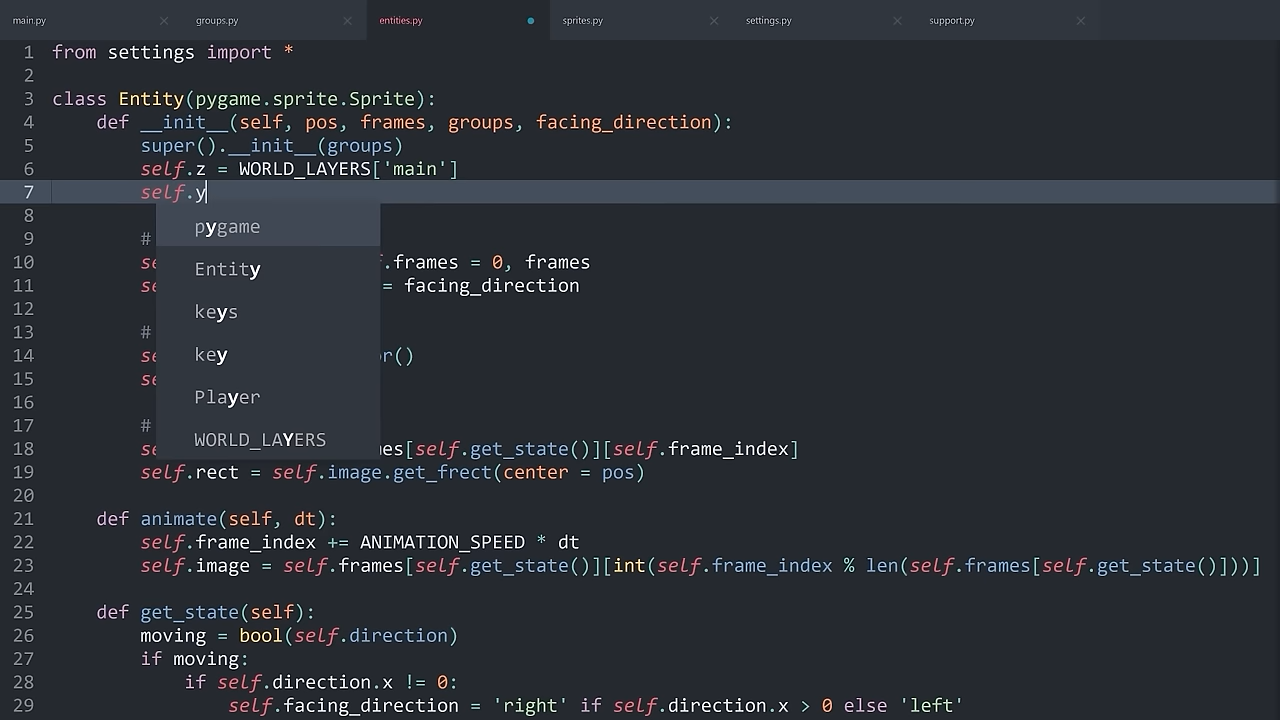 main.py groups.py entities.py sprites.py settings.py support.py
1 from settings import *
2
3 class Entity(pygame.sprite.Sprite):
4 def __init__(self, pos, frames, groups, facing_direction):
5 super().__init__(groups)
6 self.z = WORLD_LAYERS['main']
7 self.y
8
pygame
9 #
10 se .frames = 0, frames
Entity
11 se = facing_direction
12
keys
13 #
14 se r()
key
15 se
16
Player
17 #
WORLD_LAYERS
18 se es[self.get_state()][self.frame_index]
19 self.rect = self.image.get_frect(center = pos)
20
21 def animate(self, dt):
22 self.frame_index += ANIMATION_SPEED * dt
23 self.image = self.frames[self.get_state()][int(self.frame_index % len(self.frames[self.get_state()]))]
24
25 def get_state(self):
26 moving = bool(self.direction)
27 if moving:
28 if self.direction.x != 0:
29 self.facing_direction = 'right' if self.direction.x > 0 else 'left'